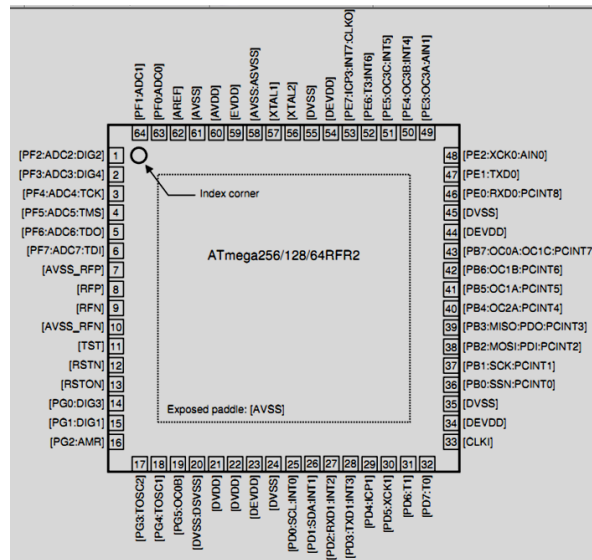 [PF1:ADC1]
[PF0:ADC0]
[AREF]
[AVSS]
[AVDD]
[EVDD]
[AVSS:ASVSS]
[XTAL1]
[XTAL2]
[DVSS]
[DEVDD]
[PE7:ICP3:INT7:CLKO]
[PE6:T3:INT6]
[PE5:OC3C:INT5]
[PE4:OC3B:INT4]
[PE3:OC3A:AIN1]
64 63 62 61 60 59 58 57 56 55 54 53 52 51 50 49
[PF2:ADC2:DIG2] 1
[PF3:ADC3:DIG4] 2
[PF4:ADC4:TCK] 3
[PF5:ADC5:TMS] 4
[PF6:ADC6:TDO] 5
[PF7:ADC7:TDI] 6
[AVSS_RFP] 7
[RFP] 8
[RFN] 9
[AVSS_RFN] 10
[TST] 11
[RSTN] 12
[RSTON] 13
[PG0:DIG3] 14
[PG1:DIG1] 15
[PG2:AMR] 16
Index corner
ATmega256/128/64RFR2
Exposed paddle: [AVSS]
48 [PE2:XCK0:AIN0]
47 [PE1:TXD0]
46 [PE0:RXD0:PCINT8]
45 [DVSS]
44 [DEVDD]
43 [PB7:OC0A:OC1C:PCINT7
42 [PB6:OC1B:PCINT6]
41 [PB5:OC1A:PCINT5]
40 [PB4:OC2A:PCINT4]
39 [PB3:MISO:PDO:PCINT3]
38 [PB2:MOSI:PDI:PCINT2]
37 [PB1:SCK:PCINT1]
36 [PB0:SSN:PCINT0]
35 [DVSS]
34 [DEVDD]
33 [CLKI]
17 18 19 20 21 22 23 24 25 26 27 28 29 30 31 32
[PG3:TOSC2]
[PG4:TOSC1]
[PG5:OC0B]
[DVSS:DSVSS]
[DVDD]
[DVDD]
[DEVDD]
[DVSS]
[PD0:SCL:INT0]
[PD1:SDA:INT1]
[PD2:RXD1:INT2]
[PD3:TXD1:INT3]
[PD4:ICP1]
[PD5:XCK1]
[PD6:T1]
[PD7:T0]